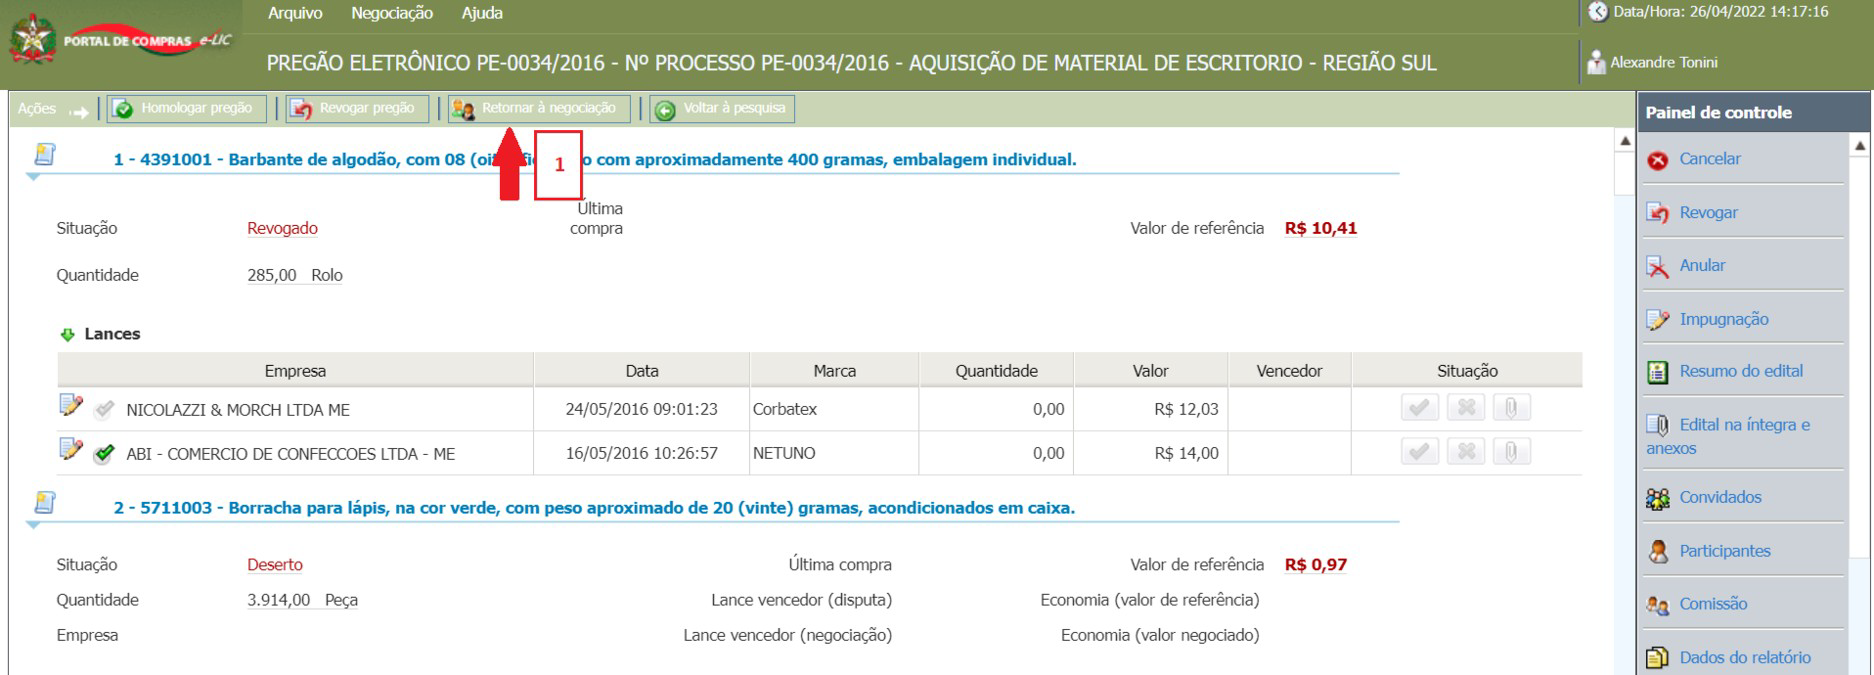 PORTAL DE COMPRAS e-LIC
Arquivo Negociação Ajuda
Data/Hora: 26/04/2022 14:17:16
PREGÃO ELETRÔNICO PE-0034/2016 - Nº PROCESSO PE-0034/2016 - AQUISIÇÃO DE MATERIAL DE ESCRITORIO - REGIÃO SUL
Alexandre Tonini
Ações Homologar pregão Revogar pregão Retornar à negociação Voltar à pesquisa
1 - 4391001 - Barbante de algodão, com 08 com aproximadamente 400 gramas, embalagem individual.
1
Situação Revogado Última compra Valor de referência R$ 10,41
Quantidade 285,00 Rolo
Lances
Empresa Data Marca Quantidade Valor Vencedor Situação
NICOLAZZI & MORCH LTDA ME 24/05/2016 09:01:23 Corbatex 0,00 R$ 12,03
ABI - COMERCIO DE CONFECCOES LTDA - ME 16/05/2016 10:26:57 NETUNO 0,00 R$ 14,00
2 - 5711003 - Borracha para lápis, na cor verde, com peso aproximado de 20 (vinte) gramas, acondicionados em caixa.
Situação Deserto Última compra Valor de referência R$ 0,97
Quantidade 3.914,00 Peça Lance vencedor (disputa) Economia (valor de referência)
Empresa Lance vencedor (negociação) Economia (valor negociado)
Painel de controle
Cancelar
Revogar
Anular
Impugnação
Resumo do edital
Edital na íntegra e
anexos
Convidados
Participantes
Comissão
Dados do relatório